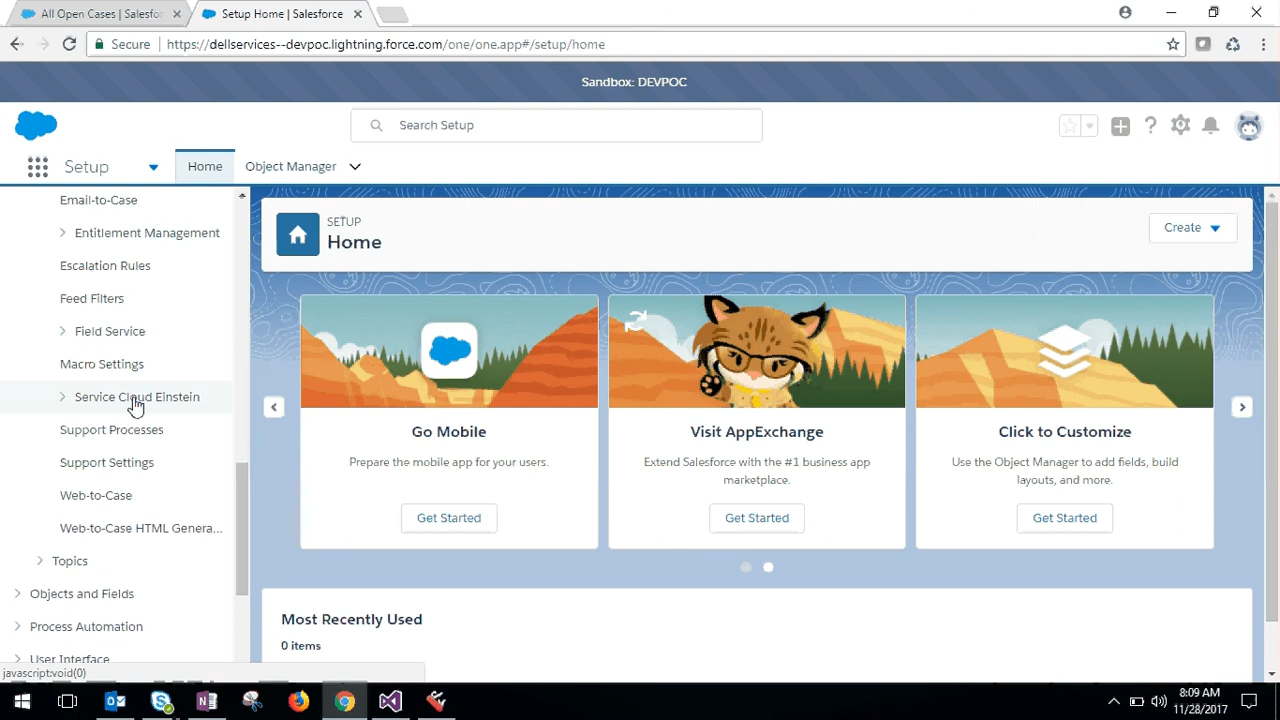 All Open Cases | Salesfor
Setup Home | Salesforce
Secure
https://dellservices--devpoc.lightning.force.com/one/one.app#/setup/home
Sandbox: DEVPOC
Search Setup
Setup
Home
Object Manager
Email-to-Case
Entitlement Management
Escalation Rules
Feed Filters
Field Service
Macro Settings
Service Cloud Einstein
Support Processes
Support Settings
Web-to-Case
Web-to-Case HTML Genera...
Topics
Objects and Fields
Process Automation
User Interface
javascript:void(0)
SETUP
Home
Create
Go Mobile
Prepare the mobile app for your users.
Get Started
Visit AppExchange
Extend Salesforce with the #1 business app
marketplace.
Get Started
Click to Customize
Use the Object Manager to add fields, build
layouts, and more.
Get Started
Most Recently Used
0 items
8:09 AM
11/28/2017